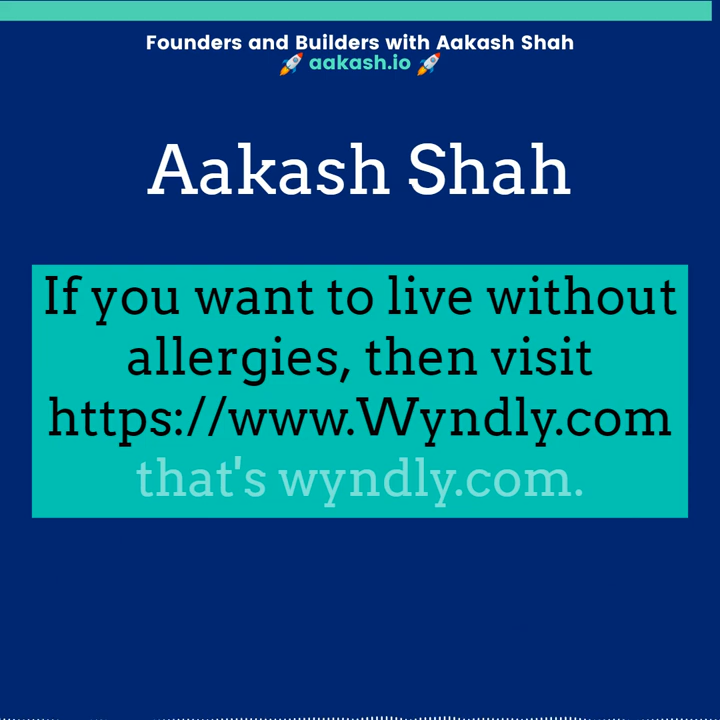 Founders and Builders with Aakash Shah
🚀 aakash.io 🚀
Aakash Shah
If you want to live without
allergies, then visit
https://www.Wyndly.com
that's wyndly.com.